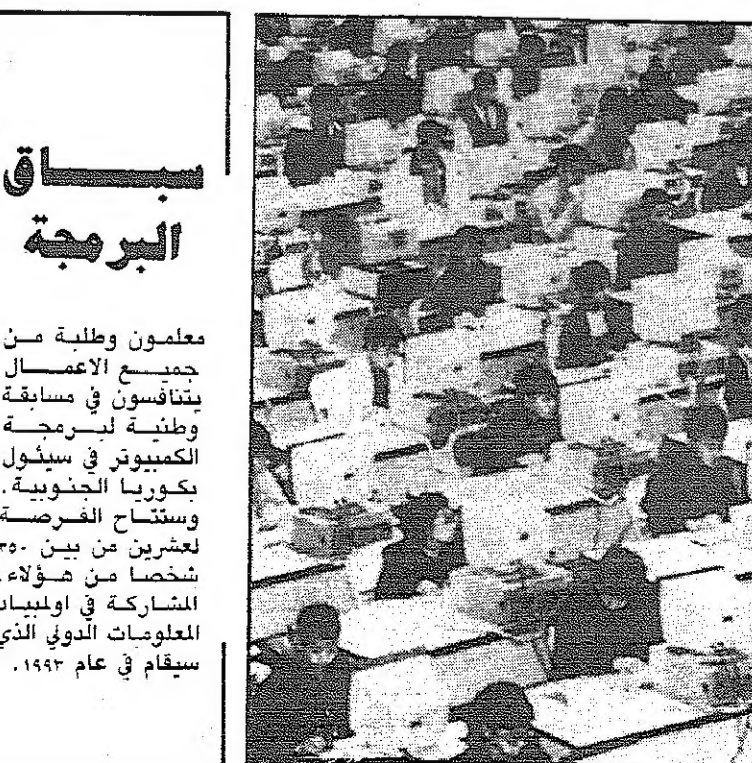 سبـــاق
البرمجة
معلمون وطلبة من
جميع الاعمال
يتنافسون في مسابقة
وطنية لبرمجة
الكمبيوتر في سيئول
بكوريا الجنوبية.
وستتاح الفرصة
لعشرين من بين ٣٥٠
شخصا من هؤلاء.
المشاركة في اولمبياد
المعلومات الدولي الذي
سيقام في عام ١٩٩٣.